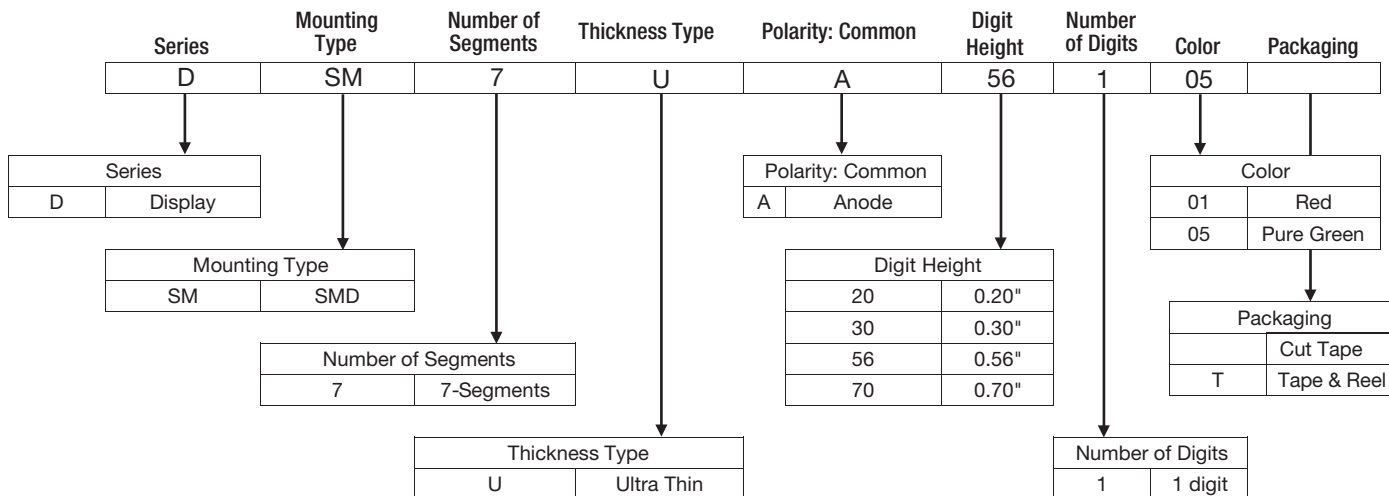 Series
Mounting Type
Number of Segments
Thickness Type
Polarity: Common
Digit Height
Number of Digits
Color
Packaging
D SM 7 U A 56 1 05
Series
D Display
Mounting Type
SM SMD
Number of Segments
7 7-Segments
Thickness Type
U Ultra Thin
Polarity: Common
A Anode
Digit Height
20 0.20"
30 0.30"
56 0.56"
70 0.70"
Number of Digits
1 1 digit
Color
01 Red
05 Pure Green
Packaging
Cut Tape
T Tape & Reel